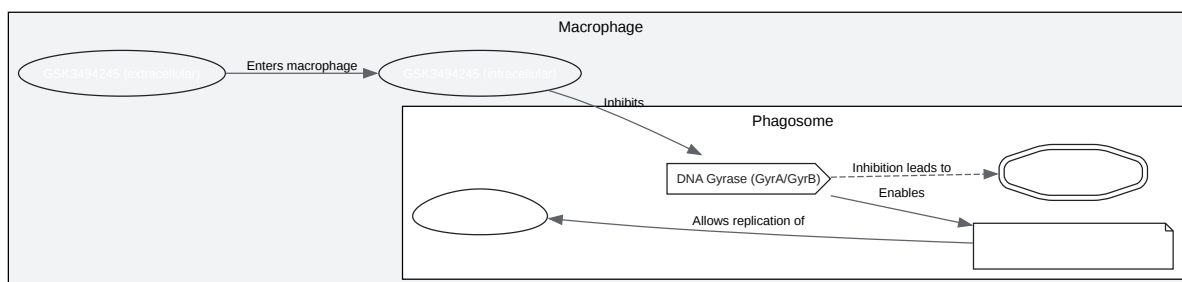 Macrophage
GSK3494245 (extracellular)
Enters macrophage
GSK3494245 (intracellular)
Inhibits
Phagosome
DNA Gyrase (GyrA/GyrB)
Inhibition leads to
Enables
Allows replication of